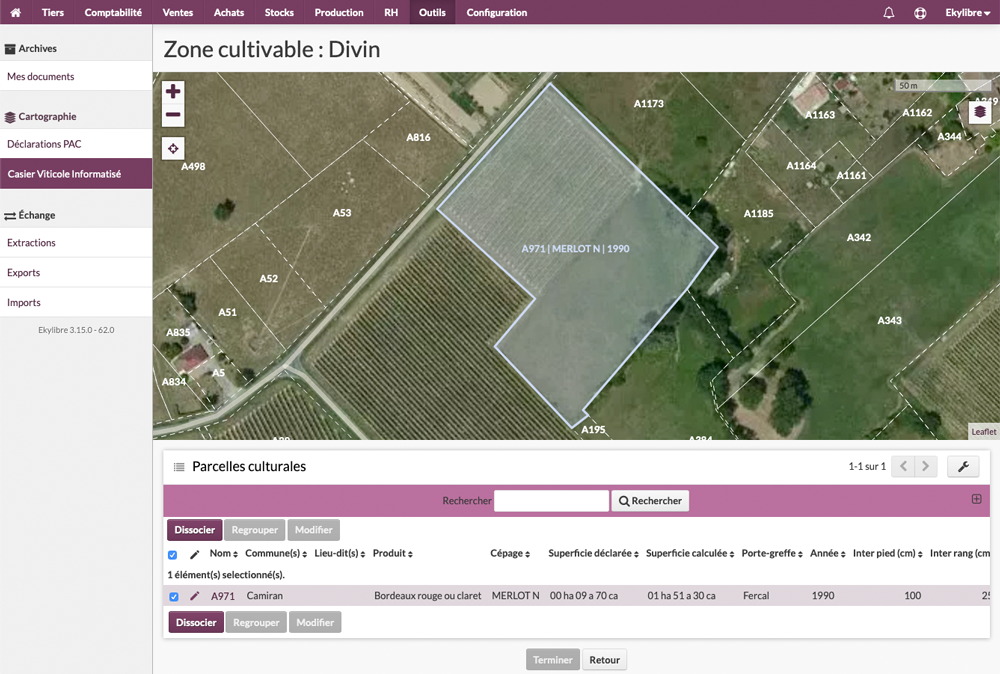 Tiers Comptabilité Ventes Achats Stocks Production RH Outils Configuration Ekylibre
Archives
Mes documents
Cartographie
Déclarations PAC
Casier Viticole Informatisé
Échange
Extractions
Exports
Imports
Ekylibre 3.15.0 - 62.0
Zone cultivable : Divin
50 m
A1173
A1163
A1162
A344
A816
A498
A1164
A1161
A53
A1185
A342
A971 | MERLOT N | 1990
A52
A51
A343
A835
A5
A834
A195
Leaflet
Parcelles culturales
1-1 sur 1
Rechercher Rechercher
Dissocier Regrouper Modifier
Nom Commune(s) Lieu-dit(s) Produit Cépage Superficie déclarée Superficie calculée Porte-greffe Année Inter pied (cm) Inter rang (cm
1 élément(s) selectionné(s).
A971 Camiran Bordeaux rouge ou claret MERLOT N 00 ha 09 a 70 ca 01 ha 51 a 30 ca Fercal 1990 100
Dissocier Regrouper Modifier
Terminer Retour